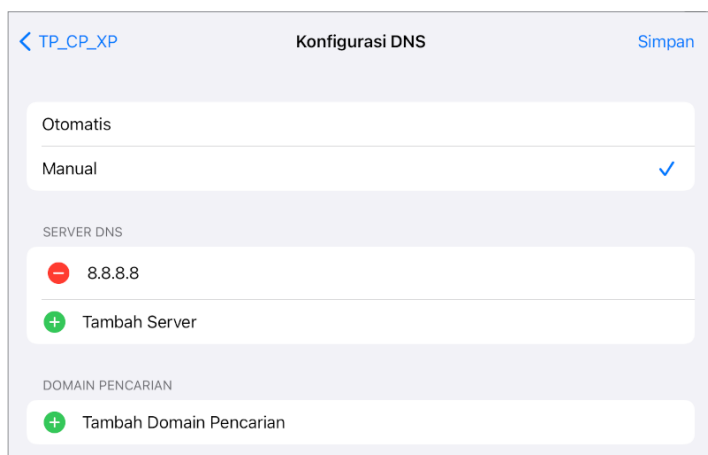 TP_CP_XP Konfigurasi DNS Simpan
Otomatis
Manual
SERVER DNS
8.8.8.8
Tambah Server
DOMAIN PENCARIAN
Tambah Domain Pencarian